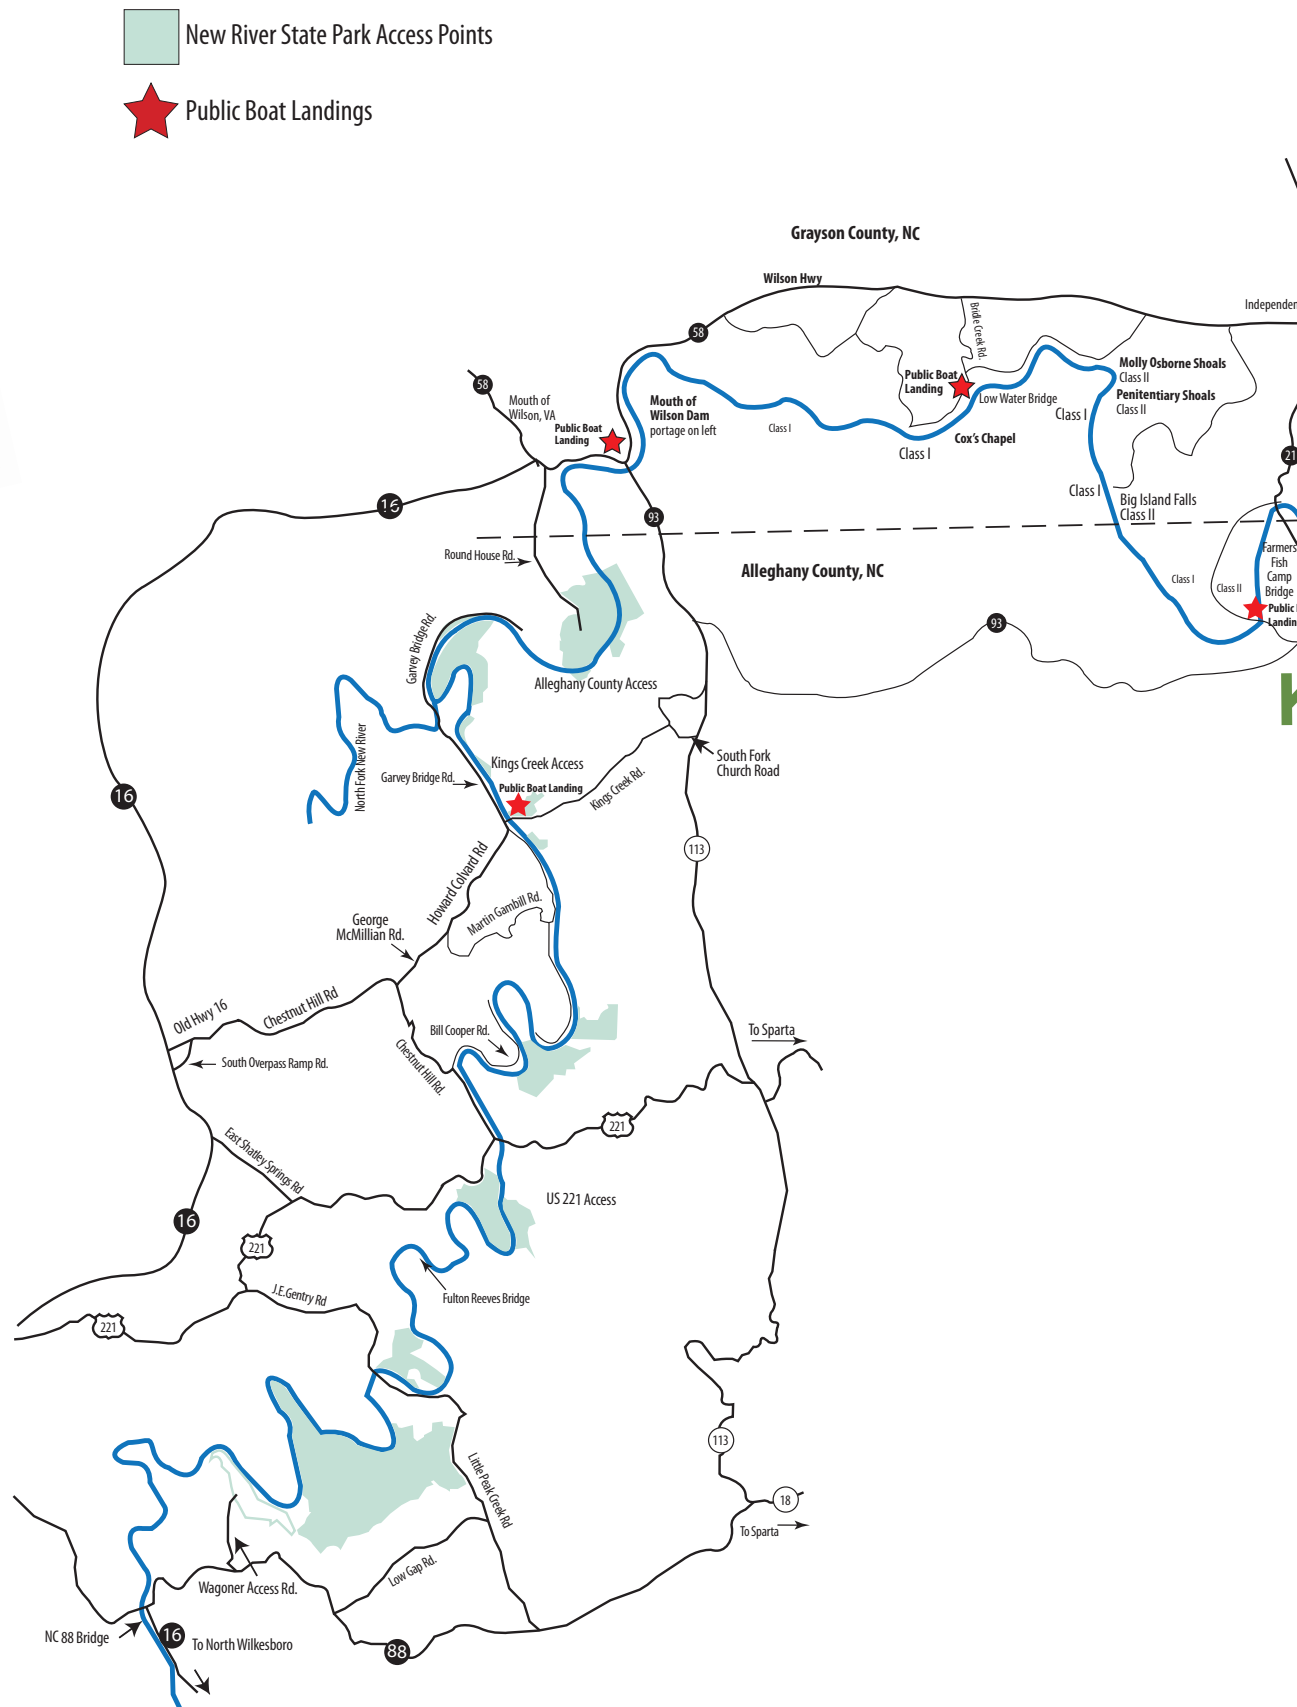 New River State Park Access Points
Public Boat Landings
Grayson County, NC
Wilson Hwy
Bridle Creek Rd.
58
58
Mouth of
Wilson, VA
Public Boat
Landing
Mouth of
Wilson Dam
portage on left
Class I
Public Boat
Landing
Low Water Bridge
Cox's Chapel
Class I
Class I
Molly Osborne Shoals
Class II
Penitentiary Shoals
Class II
Class I
Big Island Falls
Class II
21
16
93
Round House Rd.
Alleghany County, NC
Class I
Class II
Farmers
Fish
Camp
Bridge
Public
93
Garvey Bridge Rd.
Alleghany County Access
North Fork New River
Garvey Bridge Rd.
Kings Creek Access
Public Boat Landing
Kings Creek Rd.
South Fork
Church Road
16
113
Howard Colvard Rd
George
McMillian Rd.
Martin Gambill Rd.
Old Hwy 16
Chestnut Hill Rd
South Overpass Ramp Rd.
Chestnut Hill Rd.
Bill Cooper Rd.
To Sparta
221
East Shatley Springs Rd
US 221 Access
16
221
Fulton Reeves Bridge
J.E.Gentry Rd
221
Little Peak Creek Rd
113
18
To Sparta
Low Gap Rd.
Wagoner Access Rd.
NC 88 Bridge
16
To North Wilkesboro
88